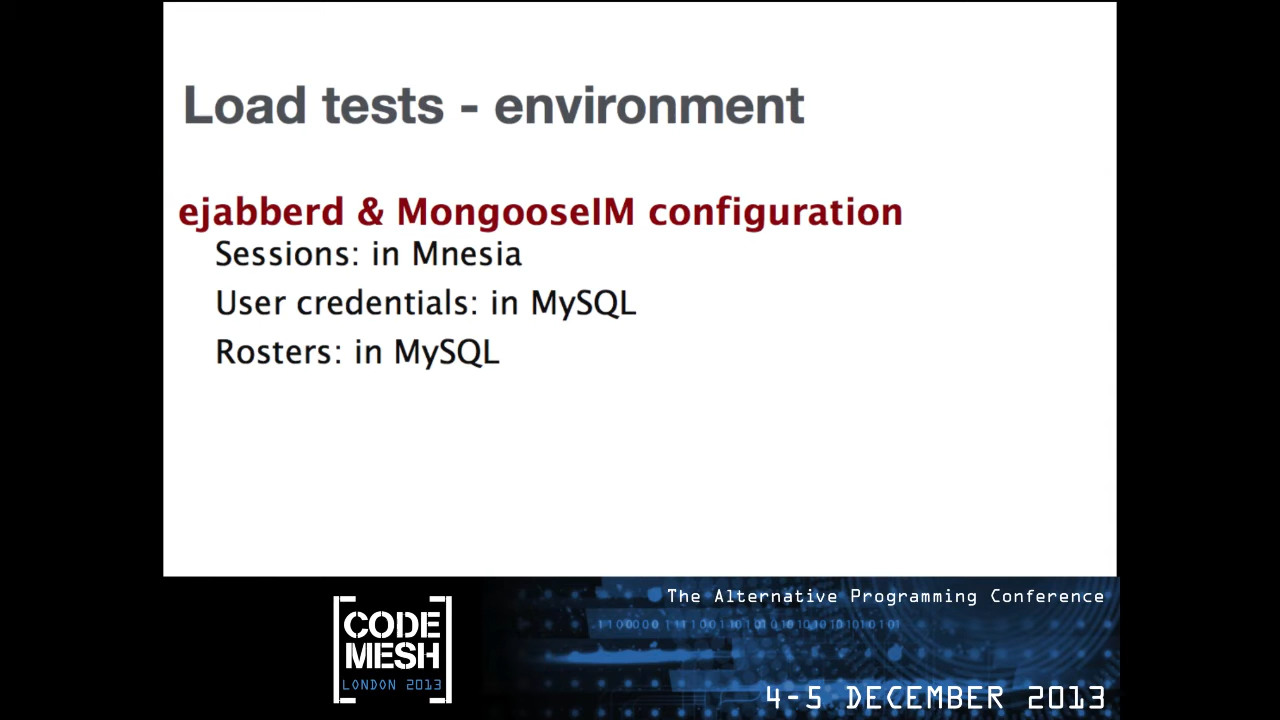 Load tests - environment
ejabberd & MongooseIM configuration
Sessions: in Mnesia
User credentials: in MySQL
Rosters: in MySQL
The Alternative Programming Conference
CODE
MESH
LONDON 2013
4-5 DECEMBER 2013